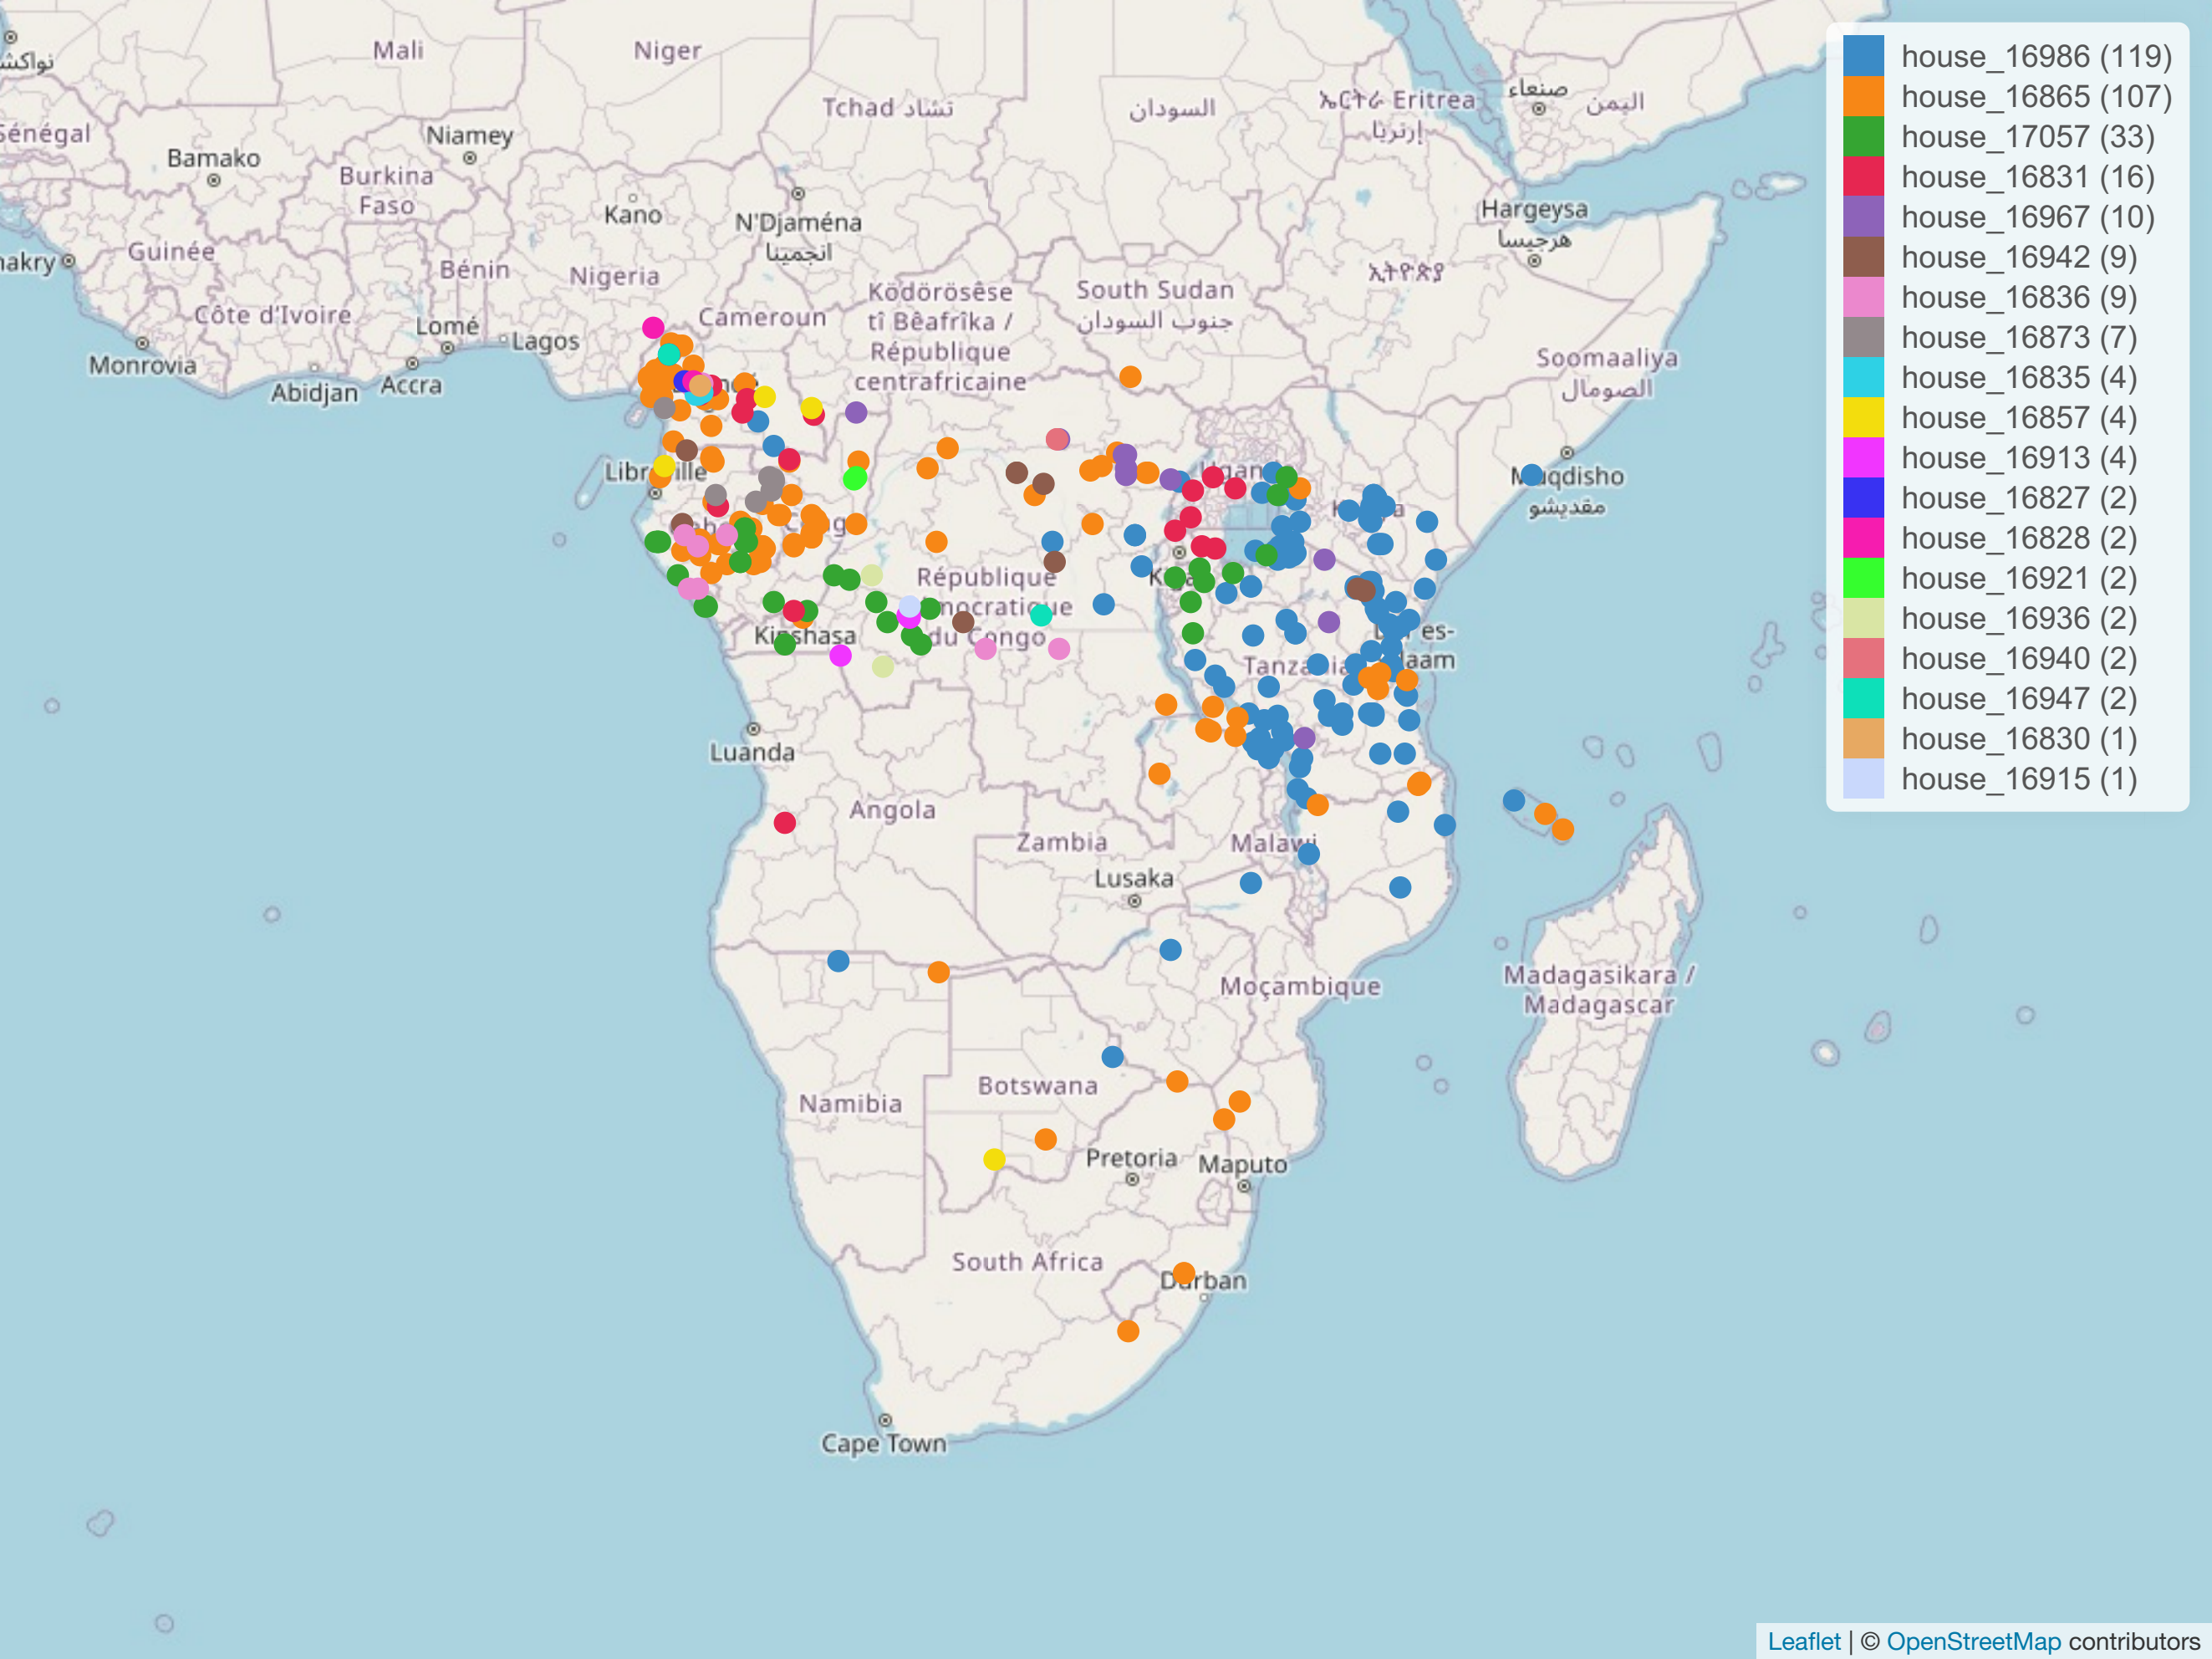 نواكشط
Mali
Niger
Tchad تشاد
السودان
ኤርትራ Eritrea
إرتريا
صنعاء
اليمن
Sénégal
Bamako
Niamey
Burkina
Faso
Kano
N'Djaména
انجمينا
Hargeysa
هرجيسا
Guinée
nakry
Bénin
Nigeria
Cameroun
Ködörösêse
tî Bêafrîka /
République
centrafricaine
South Sudan
جنوب السودان
ኢትዮጵያ
Côte d'Ivoire
Lomé
Lagos
Monrovia
Abidjan
Accra
Soomaaliya
الصومال
Muqdisho
مقديشو
République
du Congo
Kinshasa
Tanzania
Luanda
Angola
Zambia
Malawi
Lusaka
Moçambique
Madagasikara /
Madagascar
Namibia
Botswana
Pretoria
Maputo
South Africa
Durban
Cape Town
house_16986 (119)
house_16865 (107)
house_17057 (33)
house_16831 (16)
house_16967 (10)
house_16942 (9)
house_16836 (9)
house_16873 (7)
house_16835 (4)
house_16857 (4)
house_16913 (4)
house_16827 (2)
house_16828 (2)
house_16921 (2)
house_16936 (2)
house_16940 (2)
house_16947 (2)
house_16830 (1)
house_16915 (1)
Leaflet | © OpenStreetMap contributors